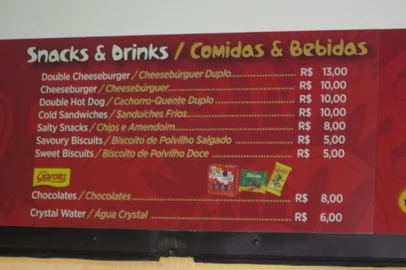 Snacks & Drinks / Comidas & Bebidas
Double Cheeseburger / Cheesebúrguer Duplo R$ 13,00
Cheeseburger / Cheesebúrguer R$ 10,00
Double Hot Dog / Cachorro-Quente Duplo R$ 10,00
Cold Sandwiches / Sanduíches Frios R$ 10,00
Salty Snacks / Chips e Amendoim R$ 8,00
Savoury Biscuits / Biscoito de Polvilho Salgado R$ 5,00
Sweet Biscuits / Biscoito de Polvilho Doce R$ 5,00
Garoto
Chocolates / Chocolates R$ 8,00
Crystal Water / Água Crystal R$ 6,00